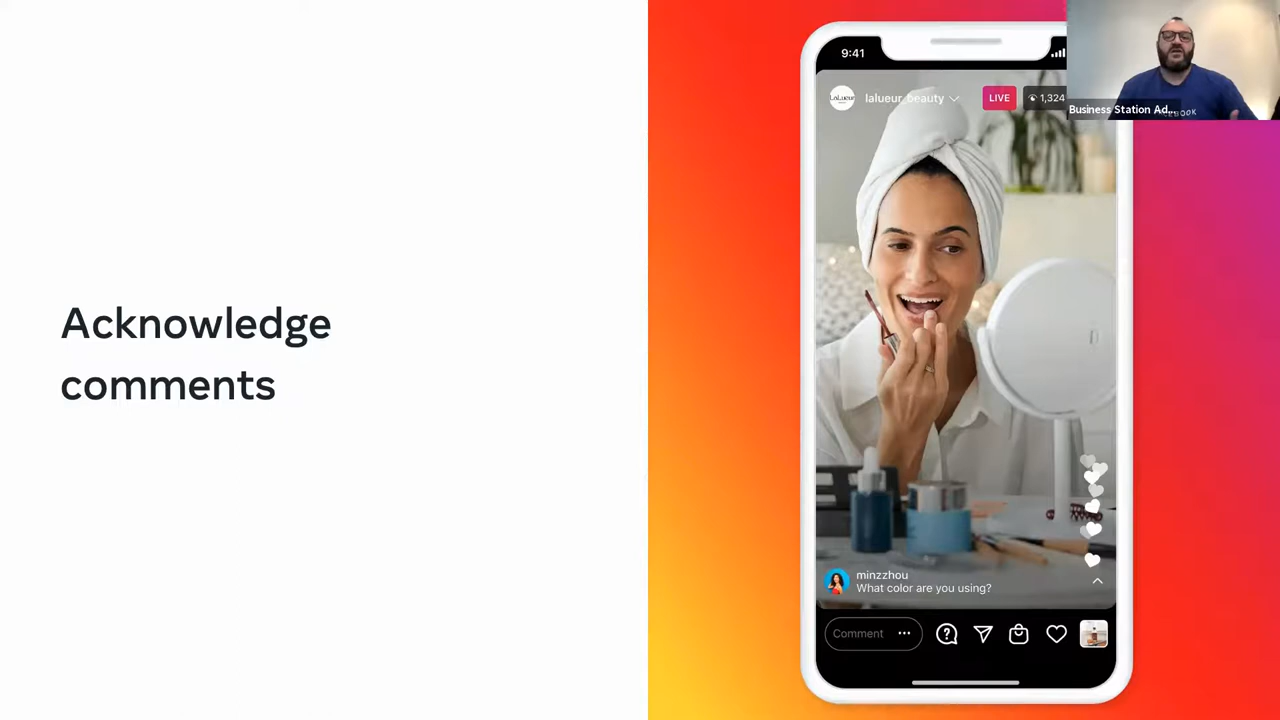 Acknowledge
comments
9:41
lalueur_beauty
LIVE
1,324
Business Station Ad...
minzzhou
What color are you using?
Comment